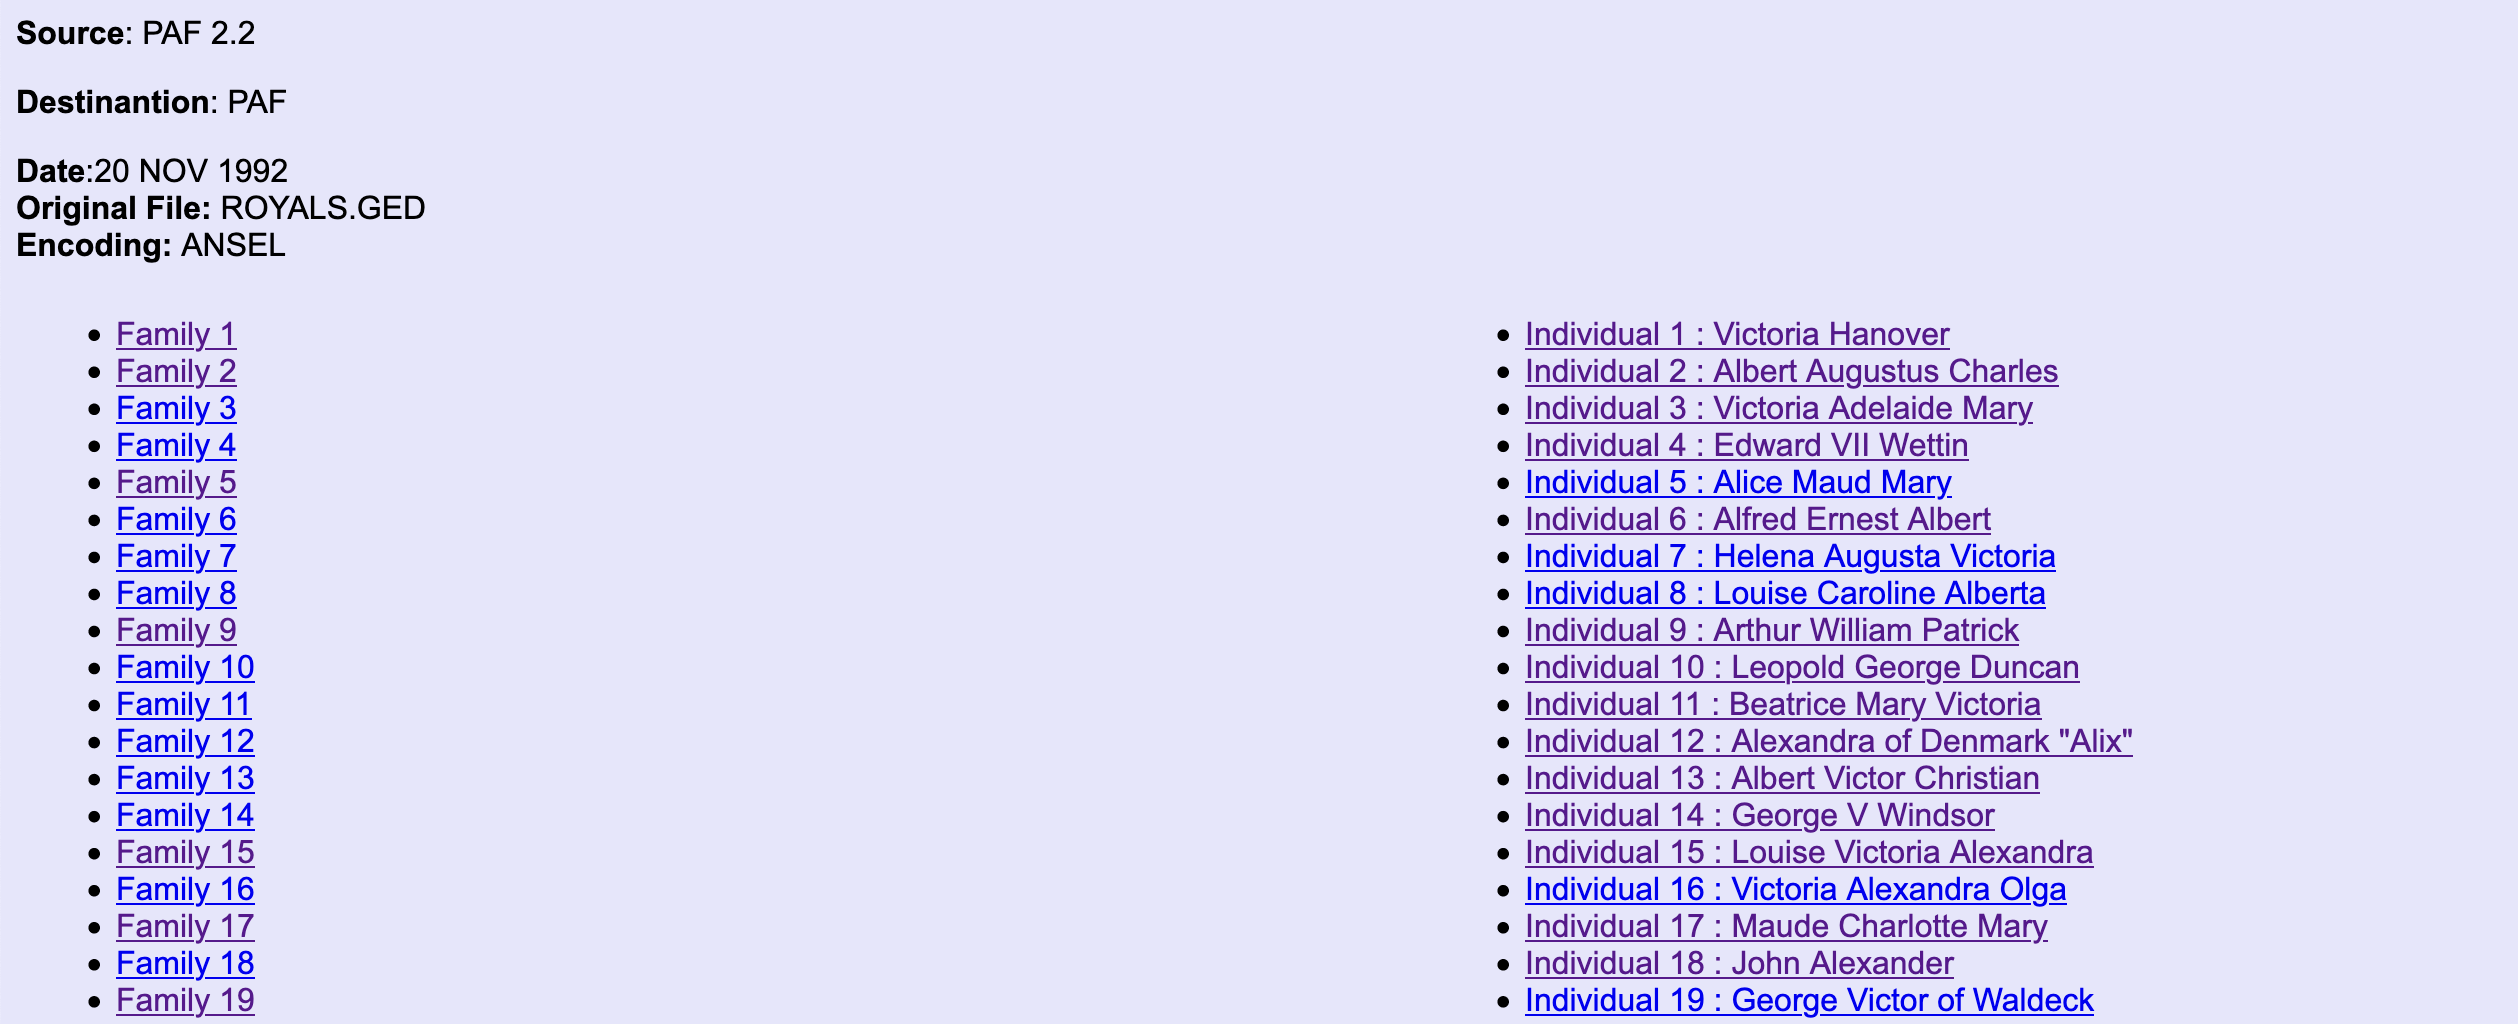 Source: PAF 2.2
Destinantion: PAF
Date:20 NOV 1992
Original File: ROYALS.GED
Encoding: ANSEL
Family 1
Family 2
Family 3
Family 4
Family 5
Family 6
Family 7
Family 8
Family 9
Family 10
Family 11
Family 12
Family 13
Family 14
Family 15
Family 16
Family 17
Family 18
Family 19
Individual 1 : Victoria Hanover
Individual 2 : Albert Augustus Charles
Individual 3 : Victoria Adelaide Mary
Individual 4 : Edward VII Wettin
Individual 5 : Alice Maud Mary
Individual 6 : Alfred Ernest Albert
Individual 7 : Helena Augusta Victoria
Individual 8 : Louise Caroline Alberta
Individual 9 : Arthur William Patrick
Individual 10 : Leopold George Duncan
Individual 11 : Beatrice Mary Victoria
Individual 12 : Alexandra of Denmark "Alix"
Individual 13 : Albert Victor Christian
Individual 14 : George V Windsor
Individual 15 : Louise Victoria Alexandra
Individual 16 : Victoria Alexandra Olga
Individual 17 : Maude Charlotte Mary
Individual 18 : John Alexander
Individual 19 : George Victor of Waldeck